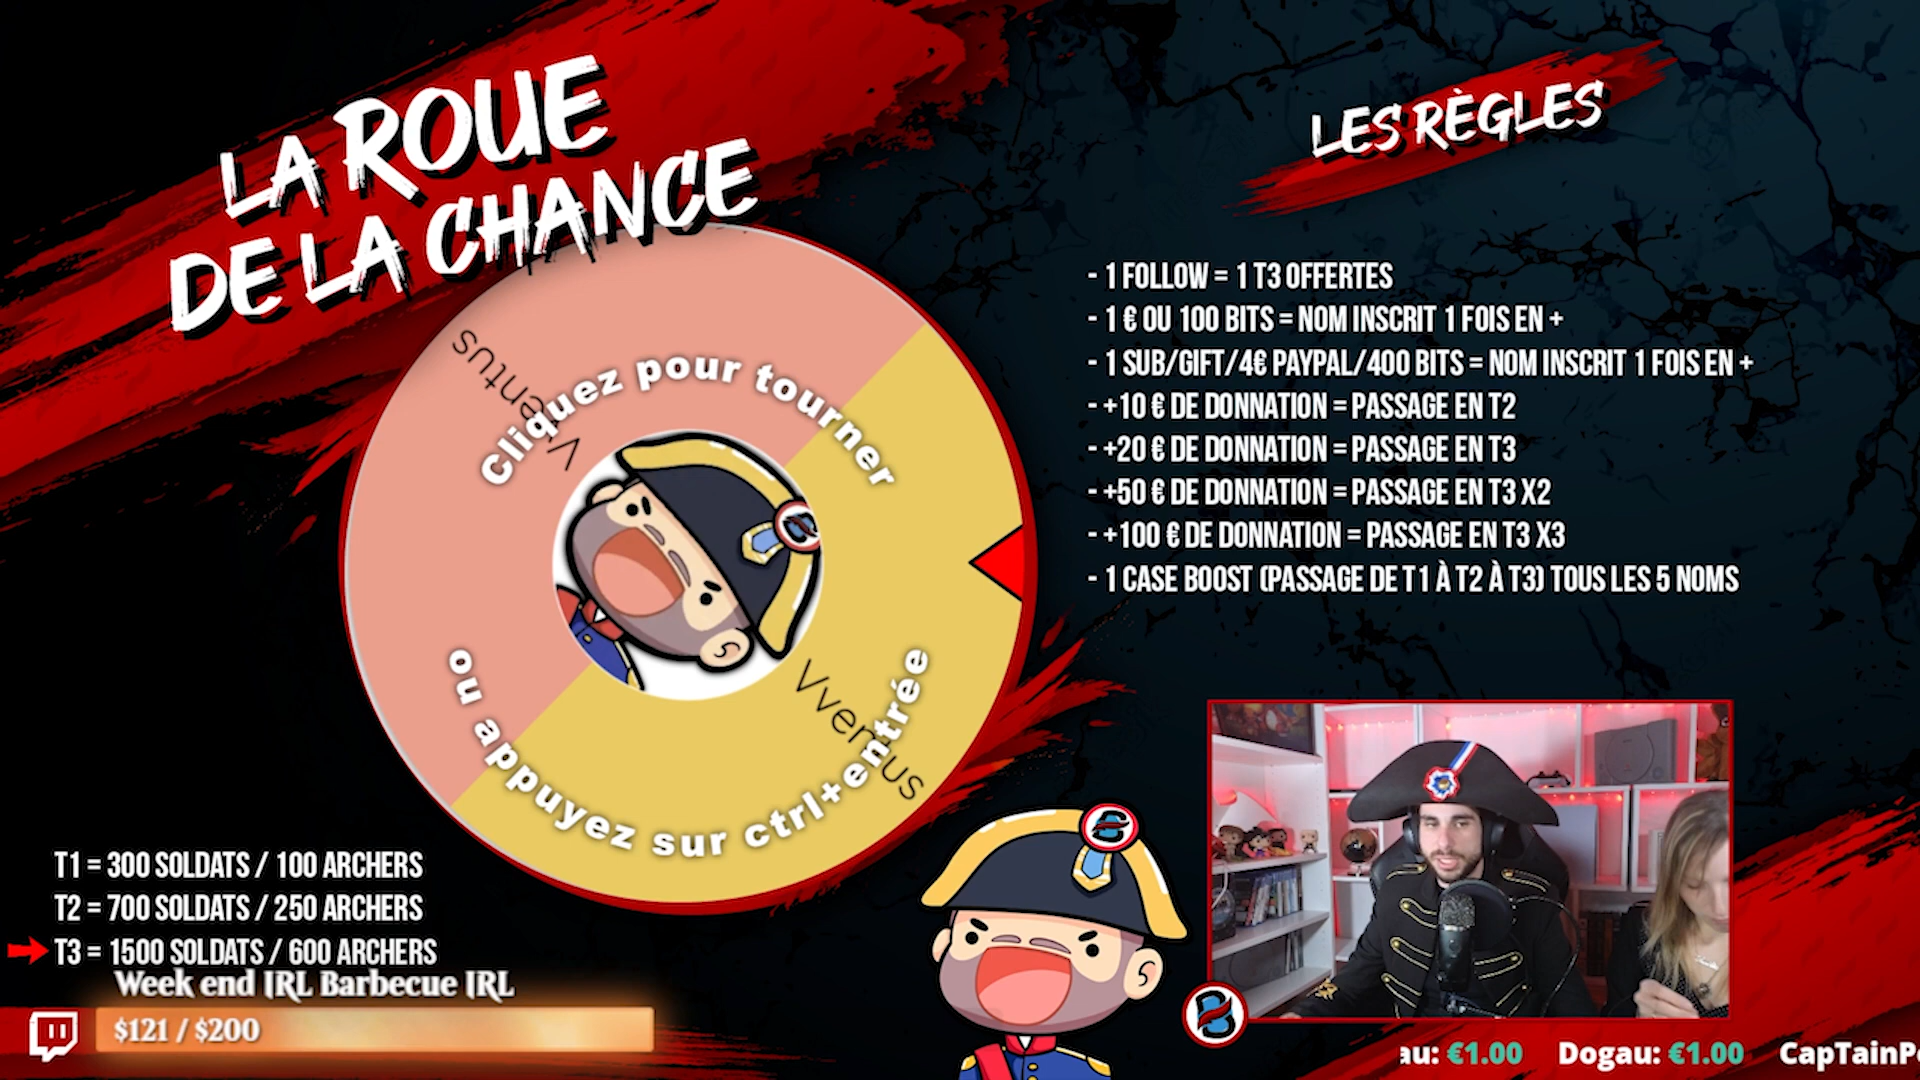 LA ROUE
DE LA CHANCE
LES RÈGLES
- 1 FOLLOW = 1 T3 OFFERTES
- 1 € OU 100 BITS = NOM INSCRIT 1 FOIS EN +
- 1 SUB/GIFT/4€ PAYPAL/400 BITS = NOM INSCRIT 1 FOIS EN +
- +10 € DE DONNATION = PASSAGE EN T2
- +20 € DE DONNATION = PASSAGE EN T3
- +50 € DE DONNATION = PASSAGE EN T3 X2
- +100 € DE DONNATION = PASSAGE EN T3 X3
- 1 CASE BOOST (PASSAGE DE T1 À T2 À T3) TOUS LES 5 NOMS
Vventus
Cliquez pour tourner
Vventus
ou appuyez sur ctrl+entrée
T1 = 300 SOLDATS / 100 ARCHERS
T2 = 700 SOLDATS / 250 ARCHERS
T3 = 1500 SOLDATS / 600 ARCHERS
Week end IRL Barbecue IRL
$121 / $200
au: €1.00 Dogau: €1.00 CapTainP